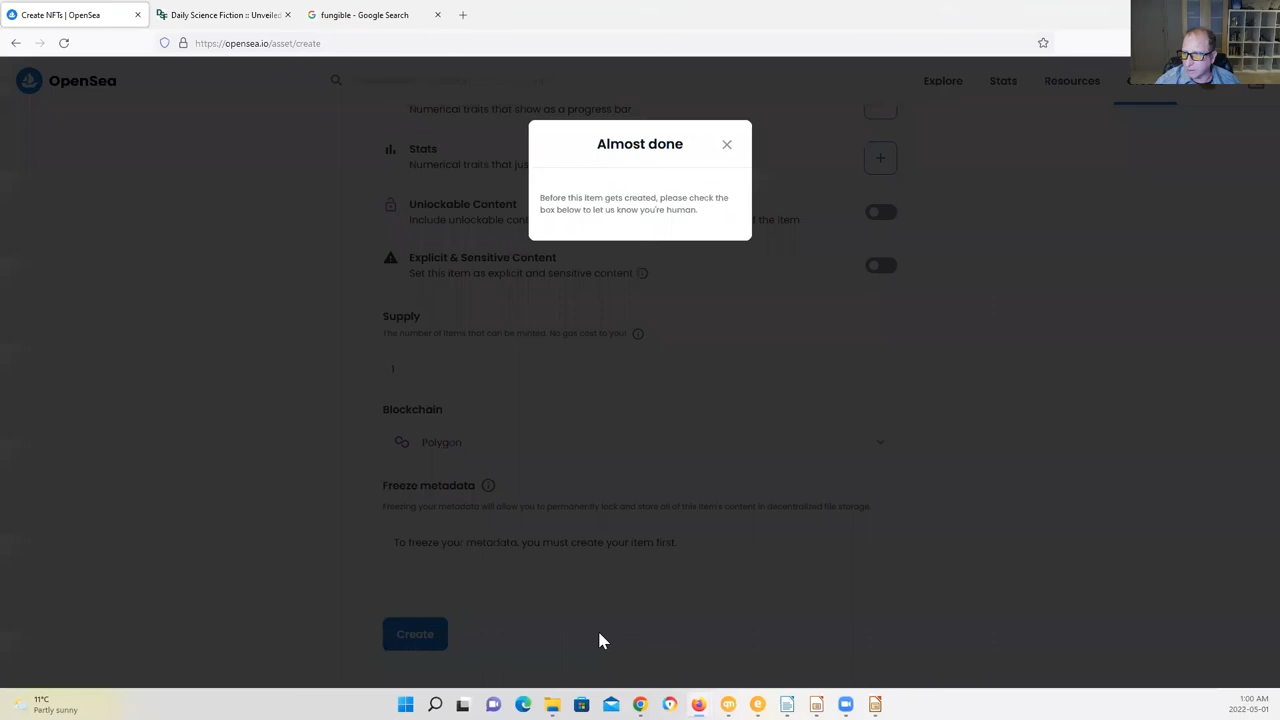 Create NFTs | OpenSea
Daily Science Fiction :: Unveiled
fungible - Google Search
https://opensea.io/asset/create
OpenSea
Explore
Stats
Resources
Numerical traits that show as a progress bar
Almost done
Before this item gets created, please check the
box below to let us know you're human.
Stats
Numerical traits that jus
Unlockable Content
Include unlockable con
d the item
Explicit & Sensitive Content
Set this item as explicit and sensitive content
Supply
The number of items that can be minted. No gas cost to you!
1
Blockchain
Polygon
Freeze metadata
Freezing your metadata will allow you to permanently lock and store all of this item's content in decentralized file storage.
To freeze your metadata, you must create your item first.
Create
11°C
Partly sunny
1:00 AM
2022-05-01